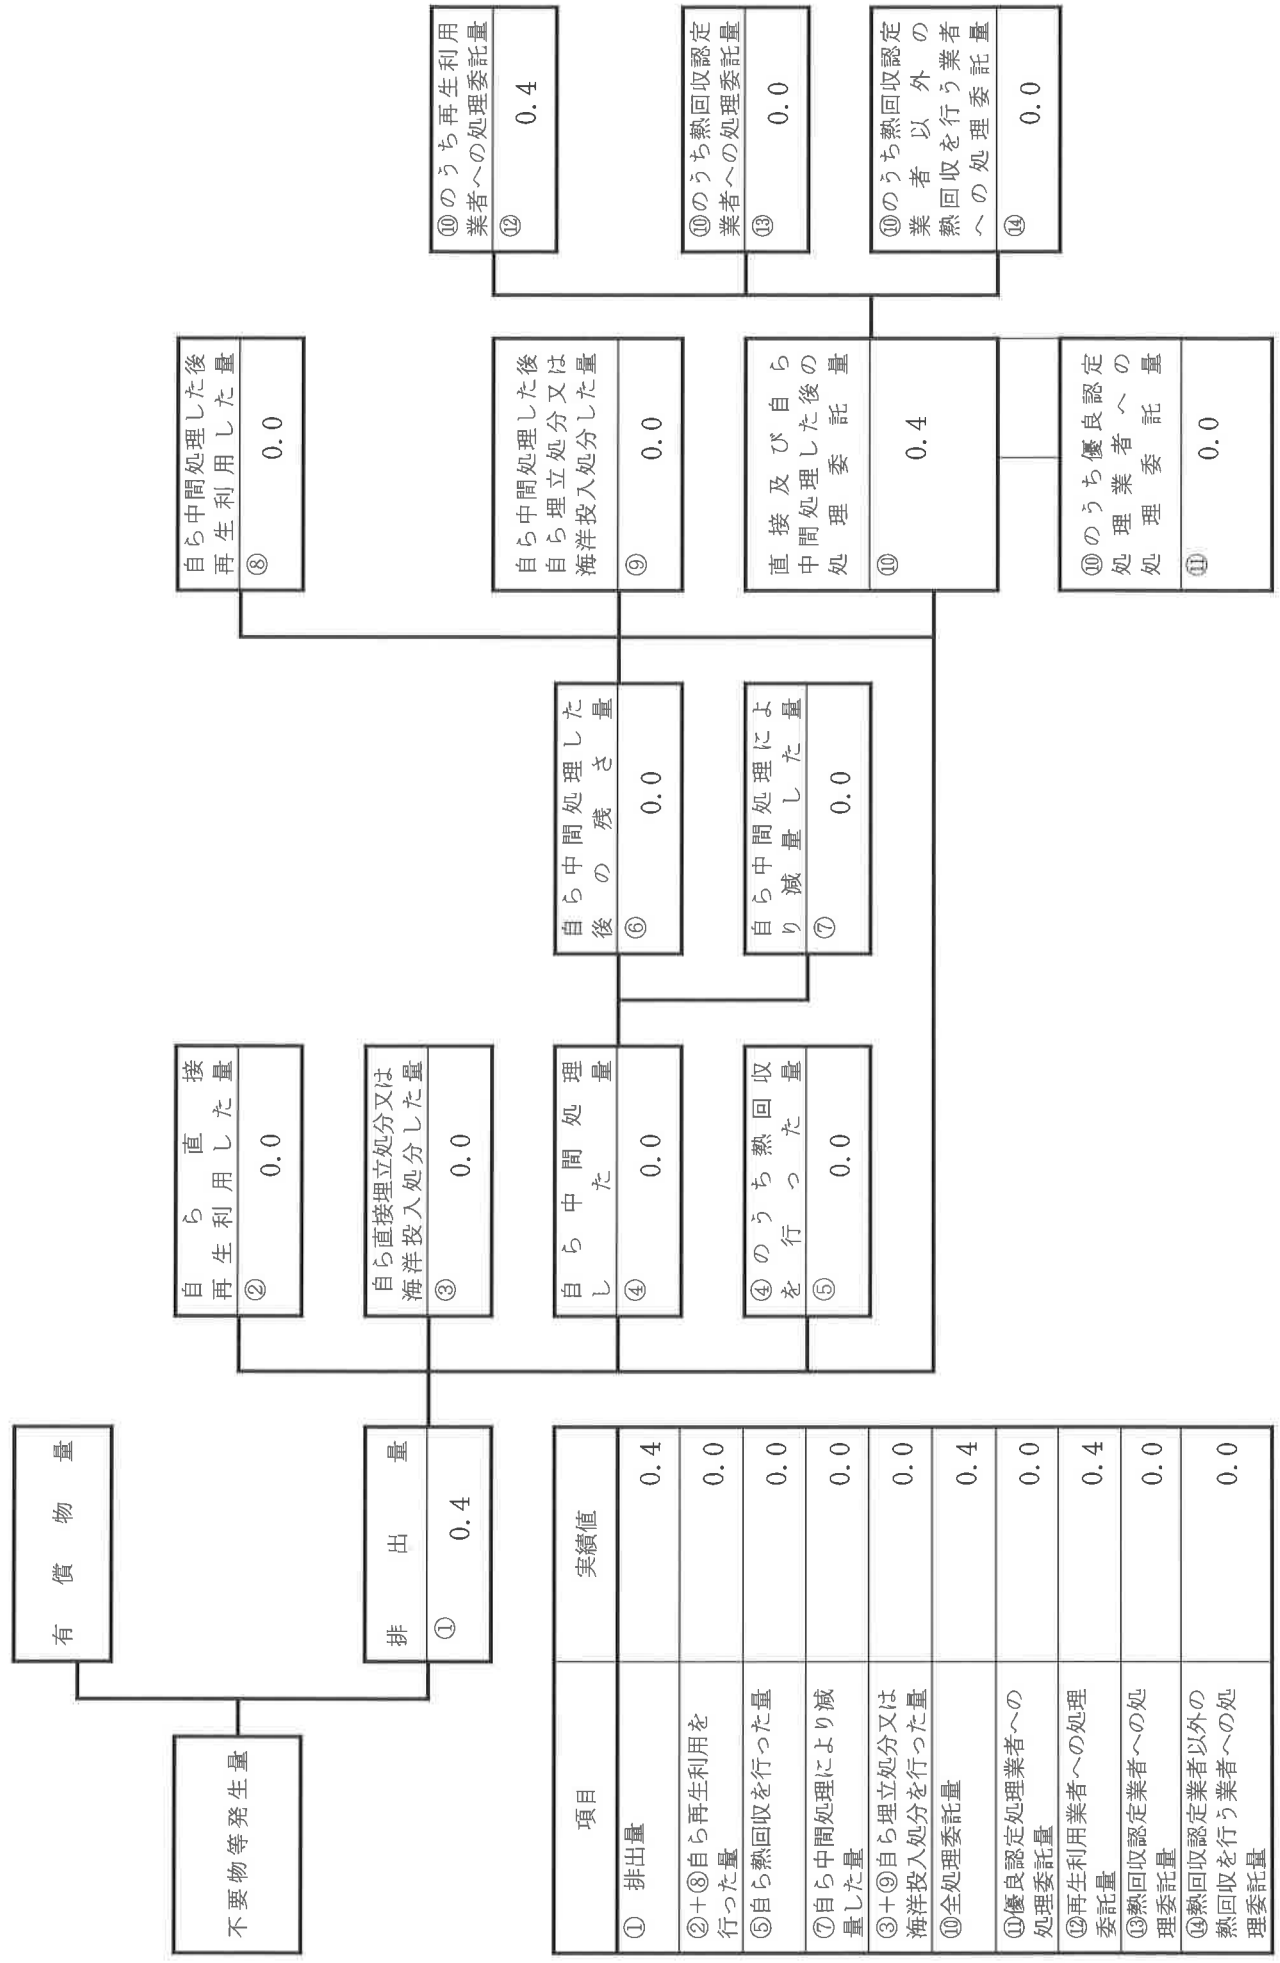 有償物量
不要物等発生量
排出量
①
0.4
自ら直接
再生利用した量
②
0.0
自ら直接埋立処分又は
海洋投入処分した量
③
0.0
自ら中間処理
した量
④
0.0
④のうち熱回収
を行った量
⑤
0.0
自ら中間処理した
後の残さ量
⑥
0.0
自ら中間処理によ
り減量した量
⑦
0.0
自ら中間処理した後
再生利用した量
⑧
0.0
自ら中間処理した後
自ら埋立処分又は
海洋投入処分した量
⑨
0.0
直接及び自ら
中間処理した後の
処理委託量
⑩
0.4
⑩のうち優良認定
処理業者への
処理委託量
⑪
0.0
⑩のうち再生利用
業者への処理委託量
⑫
0.4
⑩のうち熱回収認定
業者への処理委託量
⑬
0.0
⑩のうち熱回収認定
業者以外の
熱回収を行う業者
への処理委託量
⑭
0.0
項目 実績値
① 排出量 0.4
②+⑧自ら再生利用を
行った量 0.0
⑤自ら熱回収を行った量 0.0
⑦自ら中間処理により減
量した量 0.0
③+⑨自ら埋立処分又は
海洋投入処分を行った量 0.0
⑩全処理委託量 0.4
⑪優良認定処理業者への
処理委託量 0.0
⑫再生利用業者への処理
委託量 0.4
⑬熱回収認定業者への処
理委託量 0.0
⑭熱回収認定業者以外の
熱回収を行う業者への処
理委託量 0.0